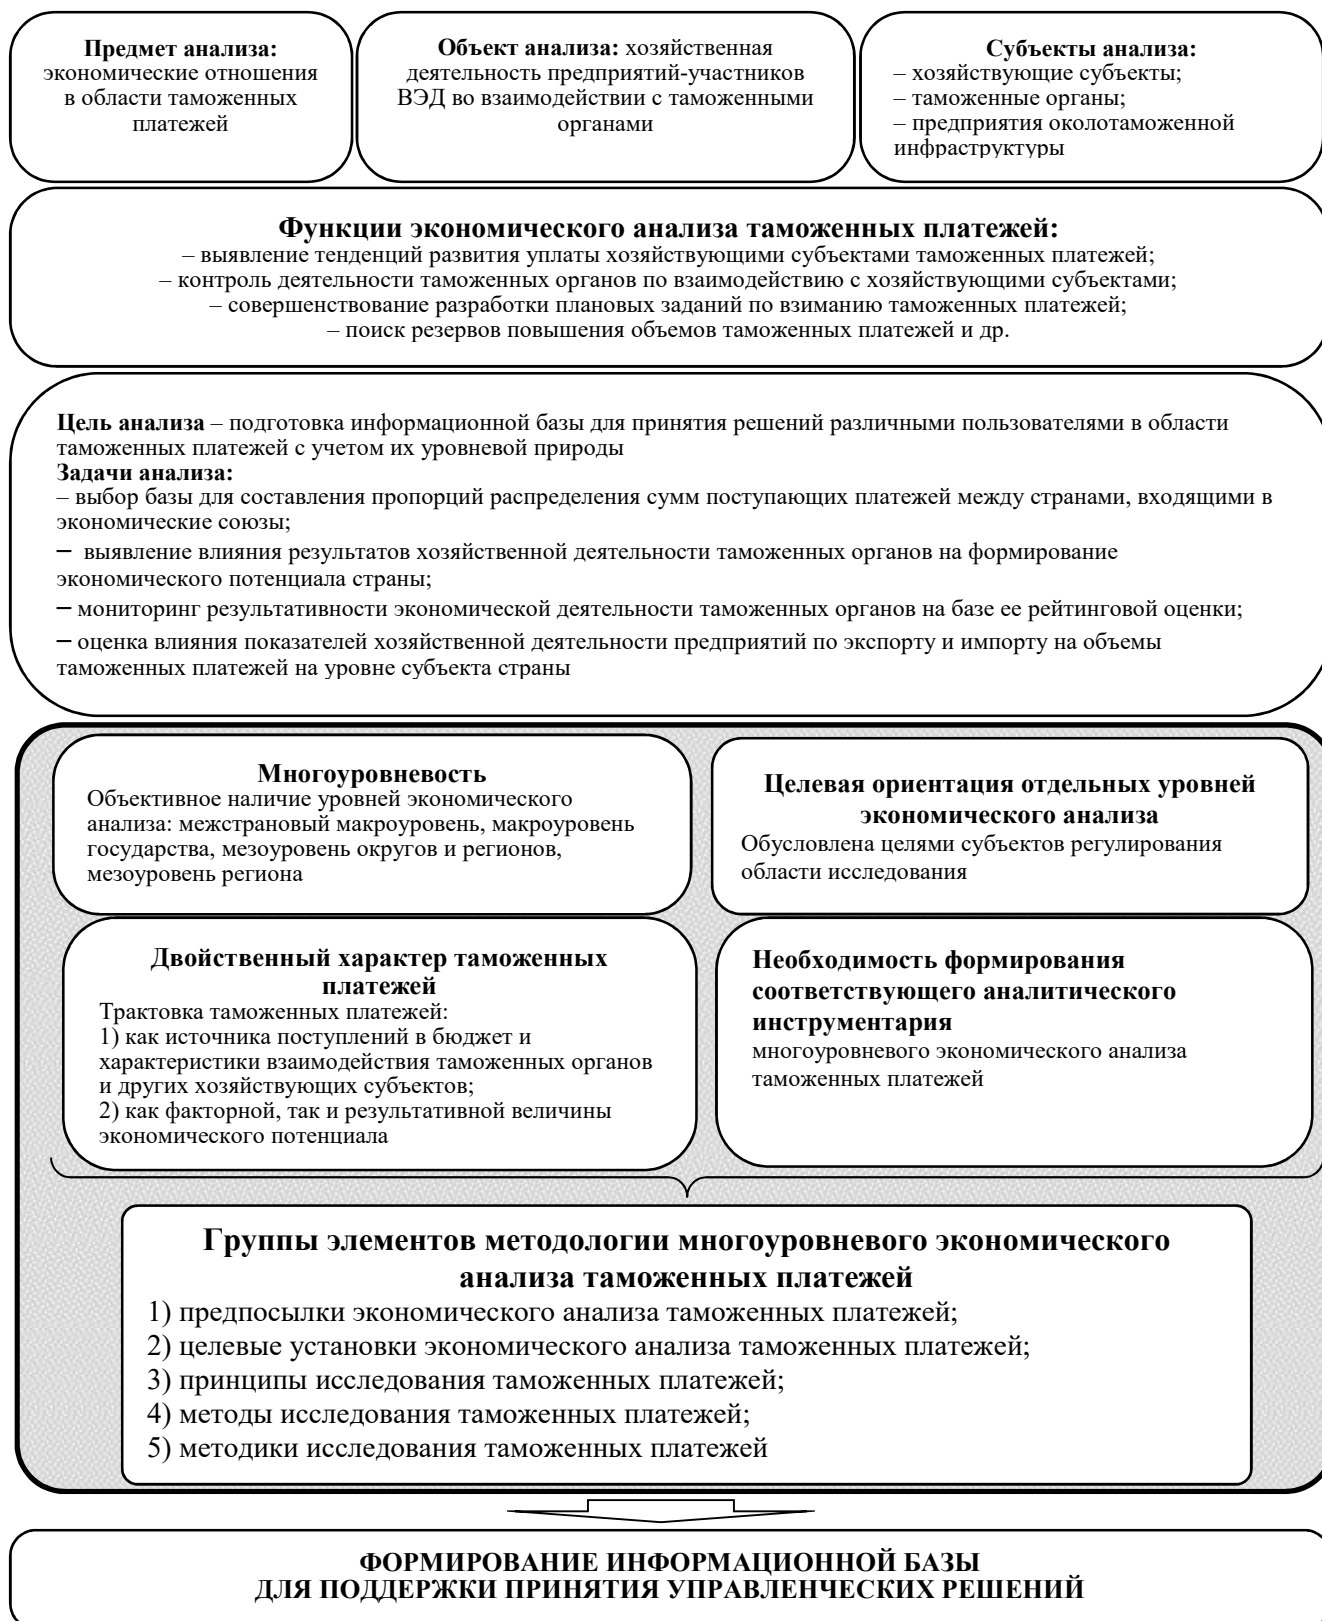 Предмет анализа:
экономические отношения
в области таможенных
платежей
Объект анализа: хозяйственная
деятельность предприятий-участников
ВЭД во взаимодействии с таможенными
органами
Субъекты анализа:
– хозяйствующие субъекты;
– таможенные органы;
– предприятия околотаможенной
инфраструктуры
Функции экономического анализа таможенных платежей:
– выявление тенденций развития уплаты хозяйствующими субъектами таможенных платежей;
– контроль деятельности таможенных органов по взаимодействию с хозяйствующими субъектами;
– совершенствование разработки плановых заданий по взиманию таможенных платежей;
– поиск резервов повышения объемов таможенных платежей и др.
Цель анализа – подготовка информационной базы для принятия решений различными пользователями в области
таможенных платежей с учетом их уровневой природы
Задачи анализа:
– выбор базы для составления пропорций распределения сумм поступающих платежей между странами, входящими в
экономические союзы;
– выявление влияния результатов хозяйственной деятельности таможенных органов на формирование
экономического потенциала страны;
– мониторинг результативности экономической деятельности таможенных органов на базе ее рейтинговой оценки;
– оценка влияния показателей хозяйственной деятельности предприятий по экспорту и импорту на объемы
таможенных платежей на уровне субъекта страны
Многоуровневость
Объективное наличие уровней экономического
анализа: межстрановый макроуровень, макроуровень
государства, мезоуровень округов и регионов,
мезоуровень региона
Целевая ориентация отдельных уровней
экономического анализа
Обусловлена целями субъектов регулирования
области исследования
Двойственный характер таможенных
платежей
Трактовка таможенных платежей:
1) как источника поступлений в бюджет и
характеристики взаимодействия таможенных органов
и других хозяйствующих субъектов;
2) как факторной, так и результативной величины
экономического потенциала
Необходимость формирования
соответствующего аналитического
инструментария
многоуровневого экономического анализа
таможенных платежей
Группы элементов методологии многоуровневого экономического
анализа таможенных платежей
1) предпосылки экономического анализа таможенных платежей;
2) целевые установки экономического анализа таможенных платежей;
3) принципы исследования таможенных платежей;
4) методы исследования таможенных платежей;
5) методики исследования таможенных платежей
ФОРМИРОВАНИЕ ИНФОРМАЦИОННОЙ БАЗЫ
ДЛЯ ПОДДЕРЖКИ ПРИНЯТИЯ УПРАВЛЕНЧЕСКИХ РЕШЕНИЙ